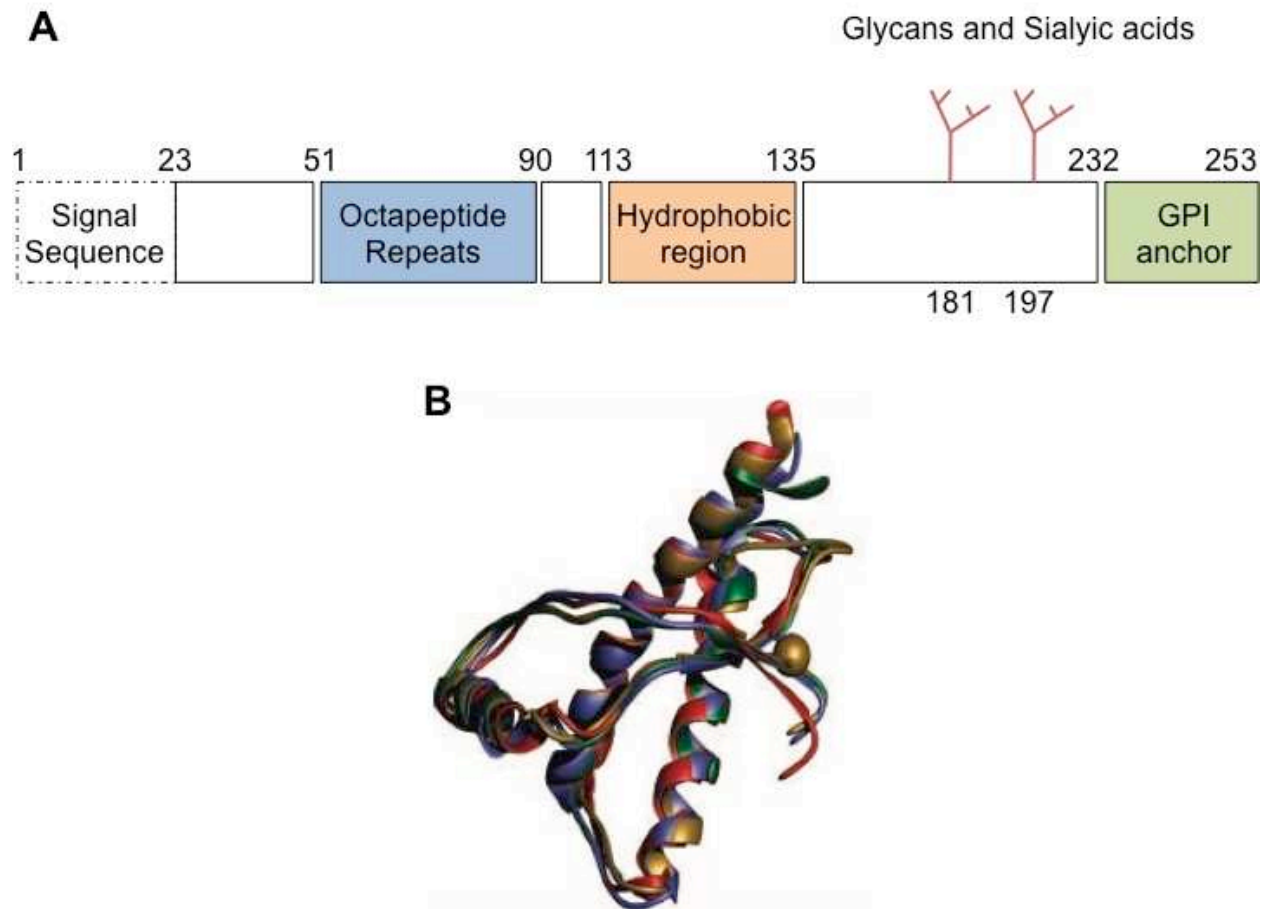 A
Glycans and Sialyic acids
1 23 51 90 113 135 232 253
Signal
Sequence
Octapeptide
Repeats
Hydrophobic
region
GPI
anchor
181 197
B